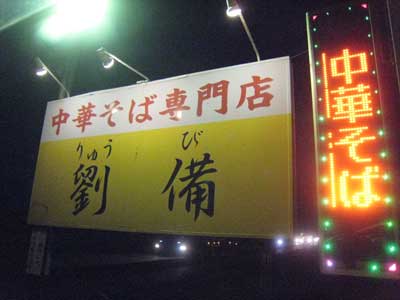 中華そば専門店
りゅう び
劉 備
中華そば